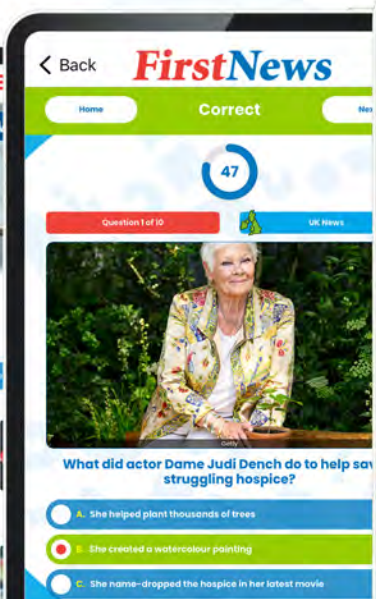 Back
FirstNews
Home
Correct
47
Question 1 of 10
UK News
Getty
What did actor Dame Judi Dench do to help
struggling hospice?
A. She helped plant thousands of trees
B. She created a watercolour painting
C. She name-dropped the hospice in her latest movie